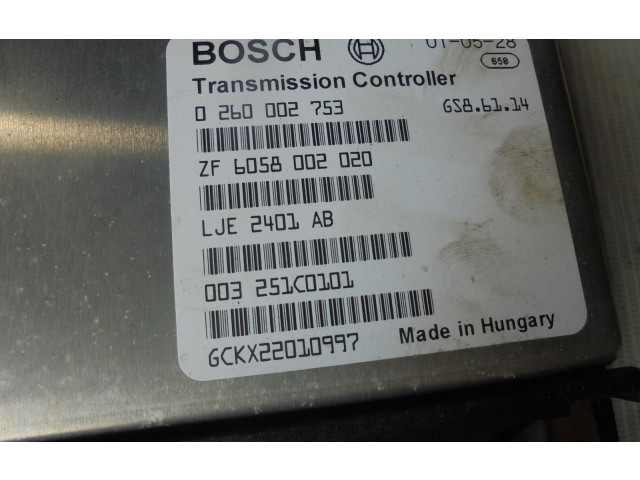 BOSCH 01-05-28
658
Transmission Controller
0 260 002 753 GS8.61.14
ZF 6058 002 020
LJE 2401 AB
003 251C0101
GCKX22010997 Made in Hungary